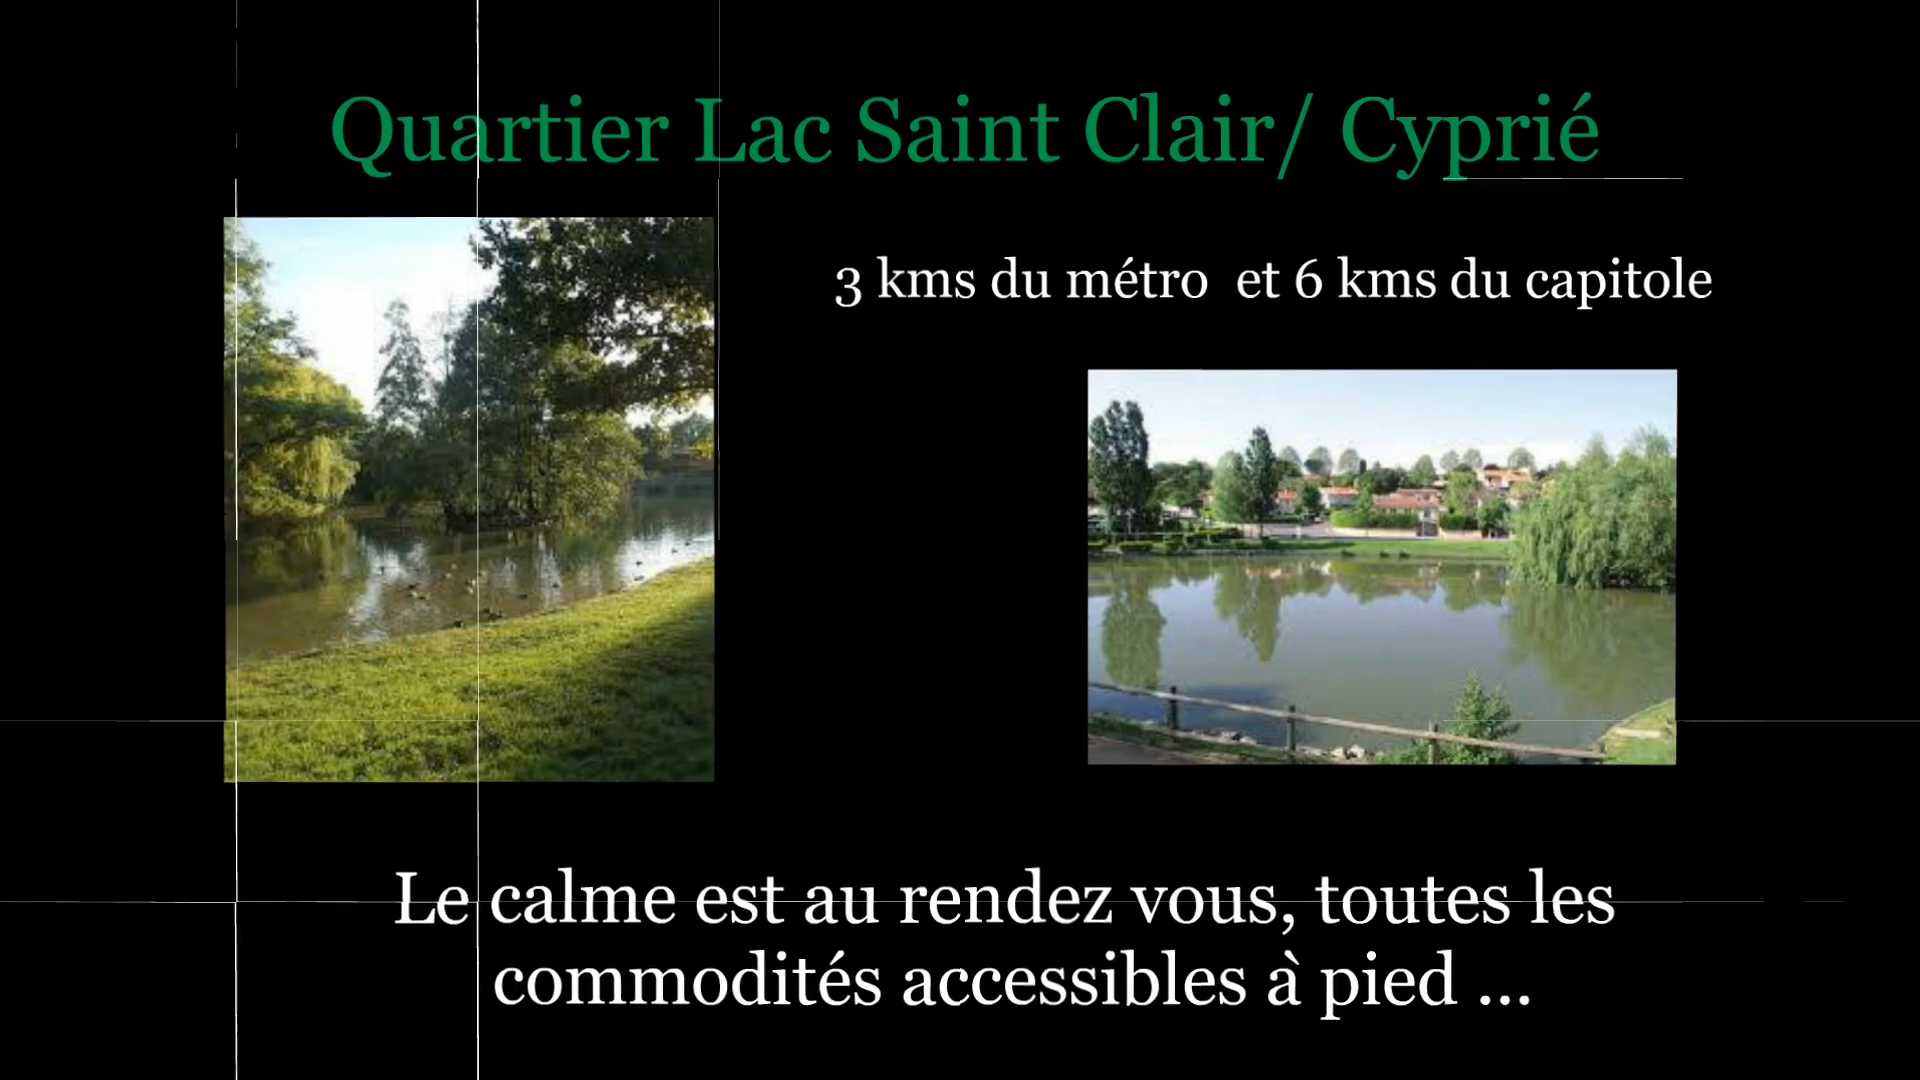 Quartier Lac Saint Clair/ Cyprié
3 kms du métro  et 6 kms du capitole
Le calme est au rendez vous, toutes les
commodités accessibles à pied ...